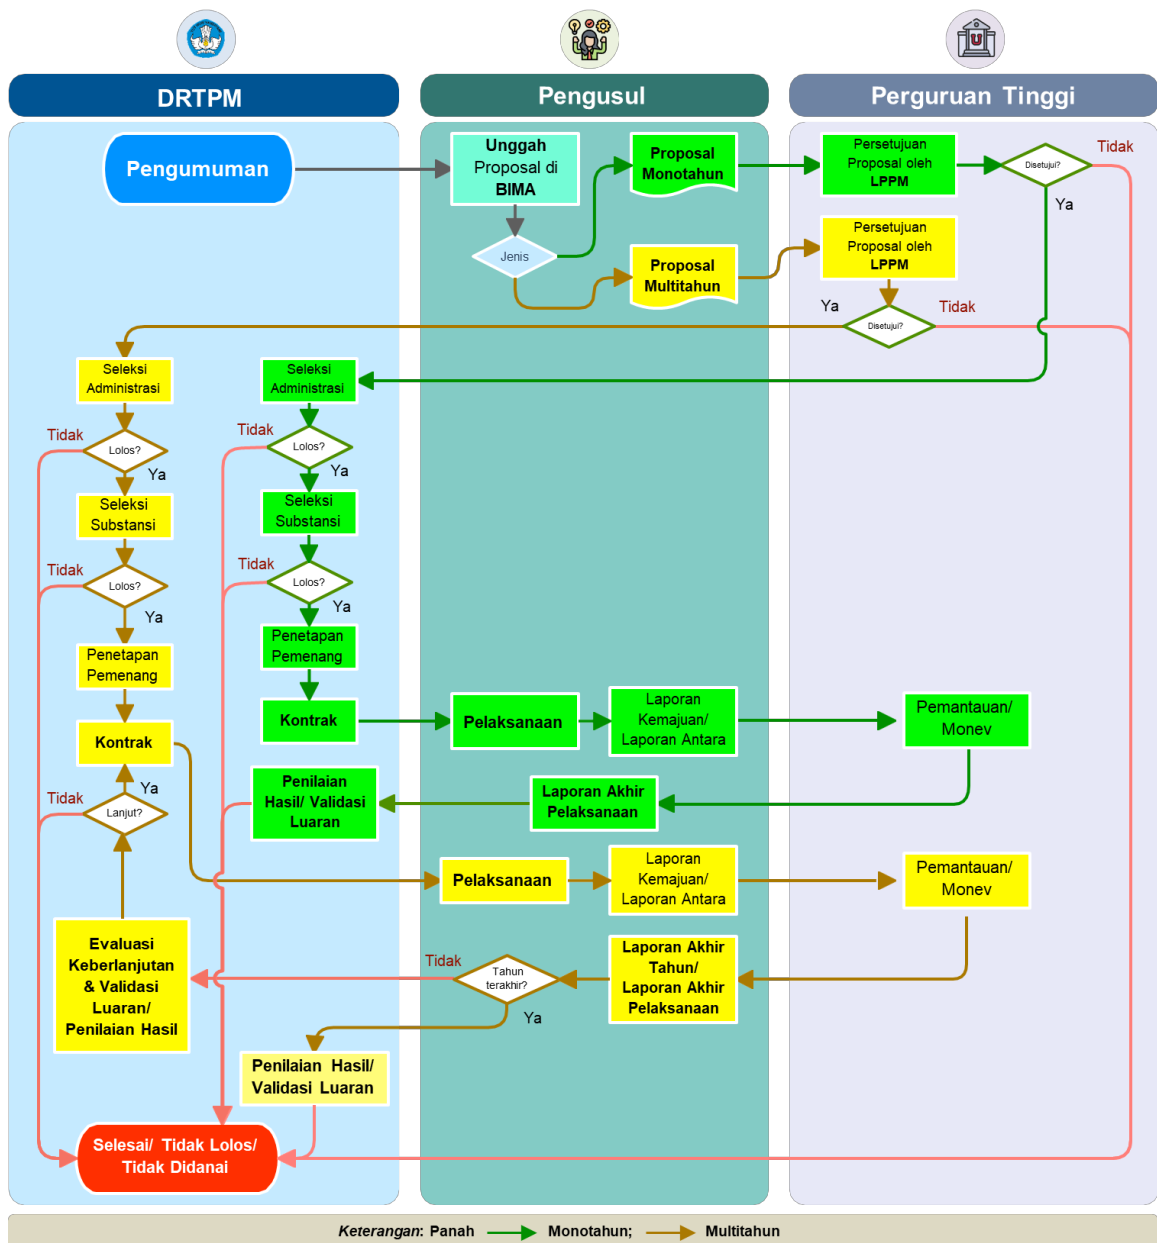 DRTPM
Pengusul
Perguruan Tinggi
Pengumuman
Unggah
Proposal di
BIMA
Jenis
Proposal
Monotahun
Proposal
Multitahun
Persetujuan
Proposal oleh
LPPM
Disetujui?
Tidak
Ya
Persetujuan
Proposal oleh
LPPM
Ya
Disetujui?
Tidak
Seleksi
Administrasi
Tidak
Lolos?
Ya
Seleksi
Substansi
Tidak
Lolos?
Ya
Penetapan
Pemenang
Kontrak
Ya
Tidak
Lanjut?
Seleksi
Administrasi
Tidak
Lolos?
Ya
Seleksi
Substansi
Tidak
Lolos?
Ya
Penetapan
Pemenang
Kontrak
Pelaksanaan
Laporan
Kemajuan/
Laporan Antara
Pemantauan/
Monev
Penilaian
Hasil/ Validasi
Luaran
Laporan Akhir
Pelaksanaan
Pelaksanaan
Laporan
Kemajuan/
Laporan Antara
Pemantauan/
Monev
Evaluasi
Keberlanjutan
& Validasi
Luaran/
Penilaian Hasil
Tidak
Tahun
terakhir?
Ya
Laporan Akhir
Tahun/
Laporan Akhir
Pelaksanaan
Penilaian Hasil/
Validasi Luaran
Selesai/ Tidak Lolos/
Tidak Didanai
Keterangan: Panah Monotahun; Multitahun